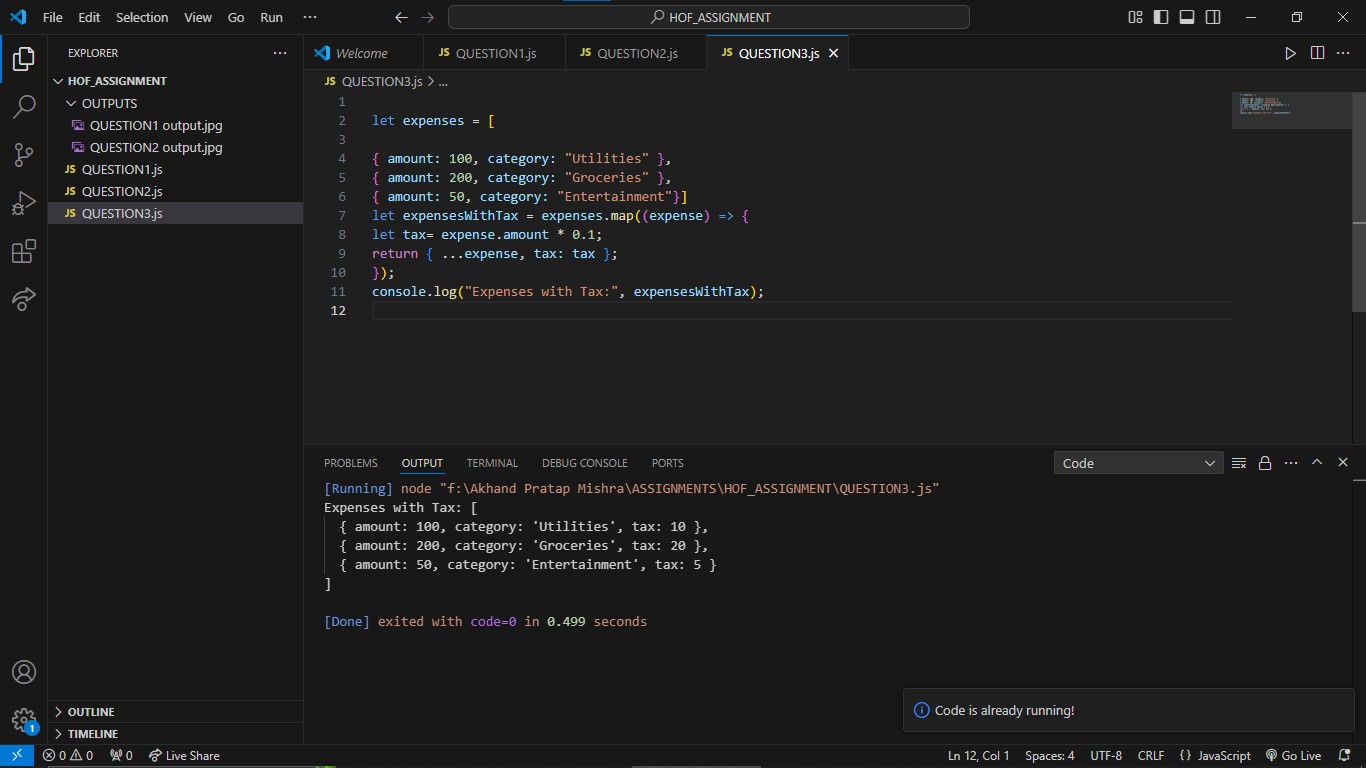 File Edit Selection View Go Run ··· HOF_ASSIGNMENT
EXPLORER ···
HOF_ASSIGNMENT
OUTPUTS
QUESTION1 output.jpg
QUESTION2 output.jpg
JS QUESTION1.js
JS QUESTION2.js
JS QUESTION3.js
OUTLINE
TIMELINE
Welcome JS QUESTION1.js JS QUESTION2.js JS QUESTION3.js
JS QUESTION3.js > ...
1
2 let expenses = [
3
4 { amount: 100, category: "Utilities" },
5 { amount: 200, category: "Groceries" },
6 { amount: 50, category: "Entertainment"}]
7 let expensesWithTax = expenses.map((expense) => {
8 let tax= expense.amount * 0.1;
9 return { ...expense, tax: tax };
10 });
11 console.log("Expenses with Tax:", expensesWithTax);
12
PROBLEMS OUTPUT TERMINAL DEBUG CONSOLE PORTS Code
[Running] node "f:\Akhand Pratap Mishra\ASSIGNMENTS\HOF_ASSIGNMENT\QUESTION3.js"
Expenses with Tax: [
{ amount: 100, category: 'Utilities', tax: 10 },
{ amount: 200, category: 'Groceries', tax: 20 },
{ amount: 50, category: 'Entertainment', tax: 5 }
]
[Done] exited with code=0 in 0.499 seconds
Code is already running!
1
0 0 0 Live Share Ln 12, Col 1 Spaces: 4 UTF-8 CRLF {} JavaScript Go Live